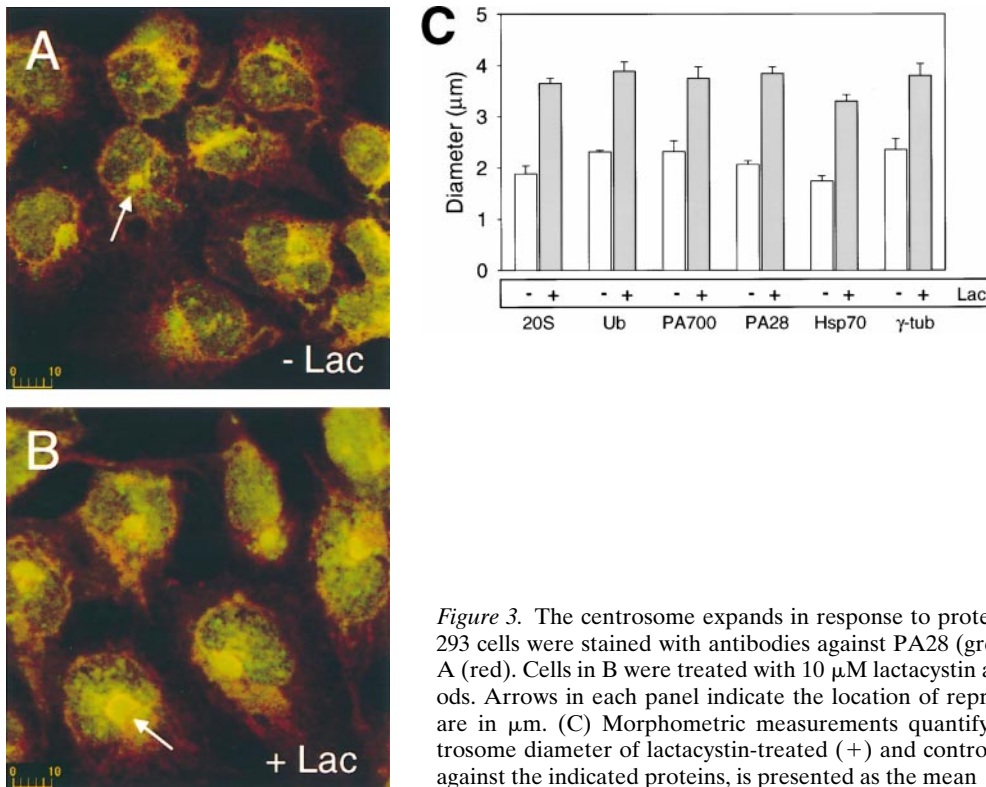 A
- Lac
0 10
B
+ Lac
0 10
C
5
4
3
2
1
0
Diameter (μm)
- + - + - + - + - + - + Lac
20S Ub PA700 PA28 Hsp70 γ-tub
Figure 3. The centrosome expands in response to prote
293 cells were stained with antibodies against PA28 (gre
A (red). Cells in B were treated with 10 μM lactacystin a
ods. Arrows in each panel indicate the location of repr
are in μm. (C) Morphometric measurements quantify
trosome diameter of lactacystin-treated (+) and contro
against the indicated proteins, is presented as the mean